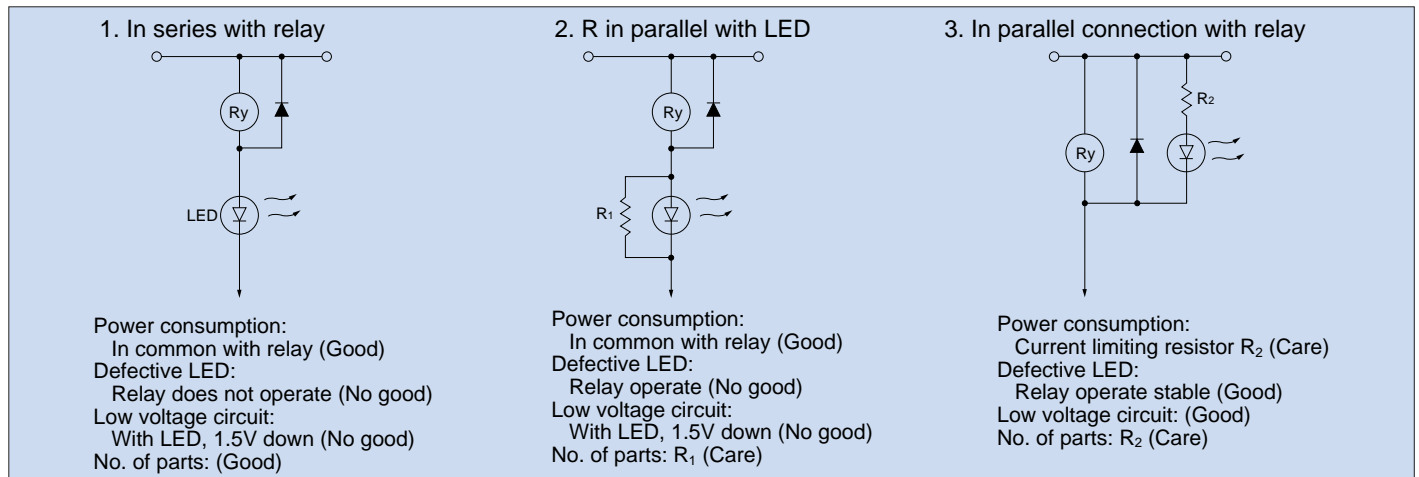 1. In series with relay
Ry
LED
Power consumption:
In common with relay (Good)
Defective LED:
Relay does not operate (No good)
Low voltage circuit:
With LED, 1.5V down (No good)
No. of parts: (Good)
2. R in parallel with LED
Ry
R1
Power consumption:
In common with relay (Good)
Defective LED:
Relay operate (No good)
Low voltage circuit:
With LED, 1.5V down (No good)
No. of parts: R1 (Care)
3. In parallel connection with relay
R2
Ry
Power consumption:
Current limiting resistor R2 (Care)
Defective LED:
Relay operate stable (Good)
Low voltage circuit: (Good)
No. of parts: R2 (Care)